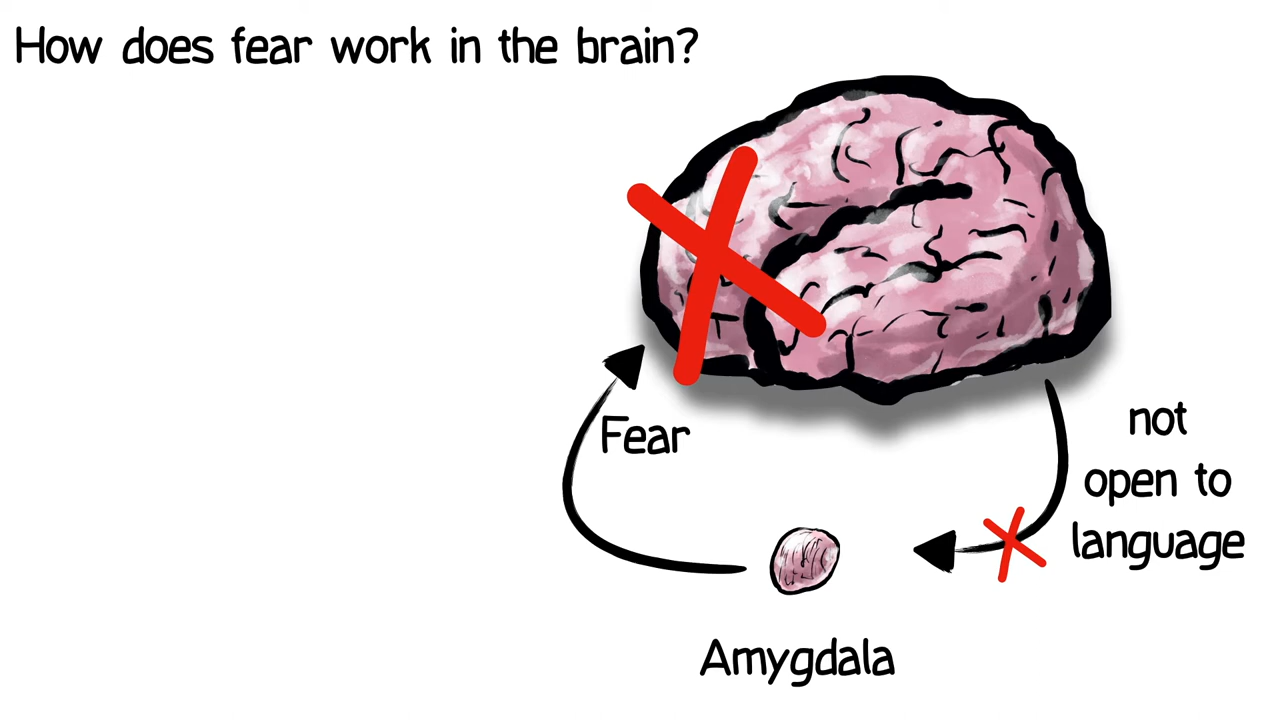 How does fear work in the brain?
Fear
not
open to
language
Amygdala